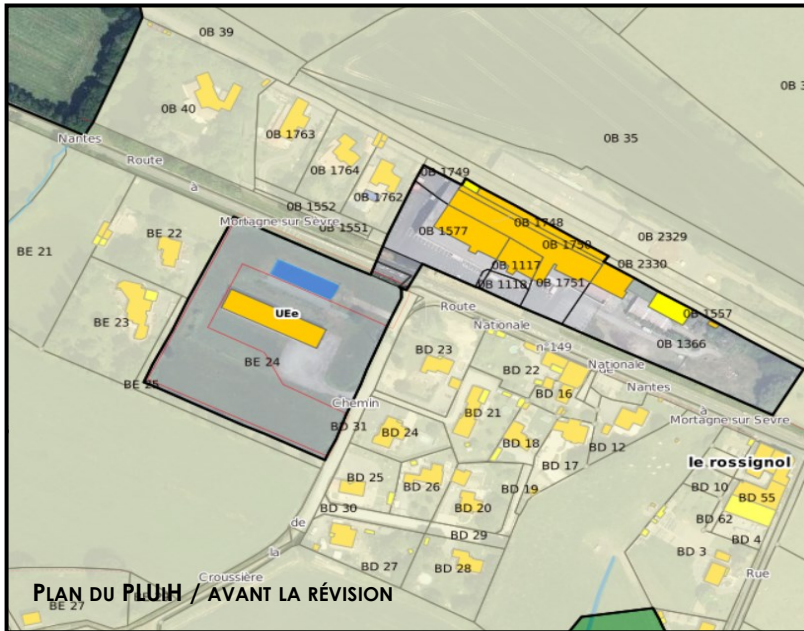 0B 39
0B 3
0B 40
0B 35
0B 1763
0B 1764
Nantes
Route
à
Mortagne sur Sèvre
0B 1762
0B 1552
0B 1551
0B 1749
0B 1748
0B 1577
0B 1750
0B 2329
0B 2330
0B 1117
0B 1118
0B 1751
0B 1557
0B 1366
BE 21
BE 22
BE 23
UEe
BE 24
BE 25
Route
Nationale
n°149
Nationale
de
Nantes
à
Mortagne sur Sèvre
BD 23
BD 22
BD 16
BD 21
BD 24
BD 18
BD 12
BD 17
Chemin
BD 31
BD 25
BD 26
BD 19
BD 20
BD 30
BD 29
BD 27
BD 28
de
la
Croussière
le rossignol
BD 10
BD 55
BD 62
BD 4
BD 3
Rue
BE 27
PLAN DU PLUIH / AVANT LA RÉVISION